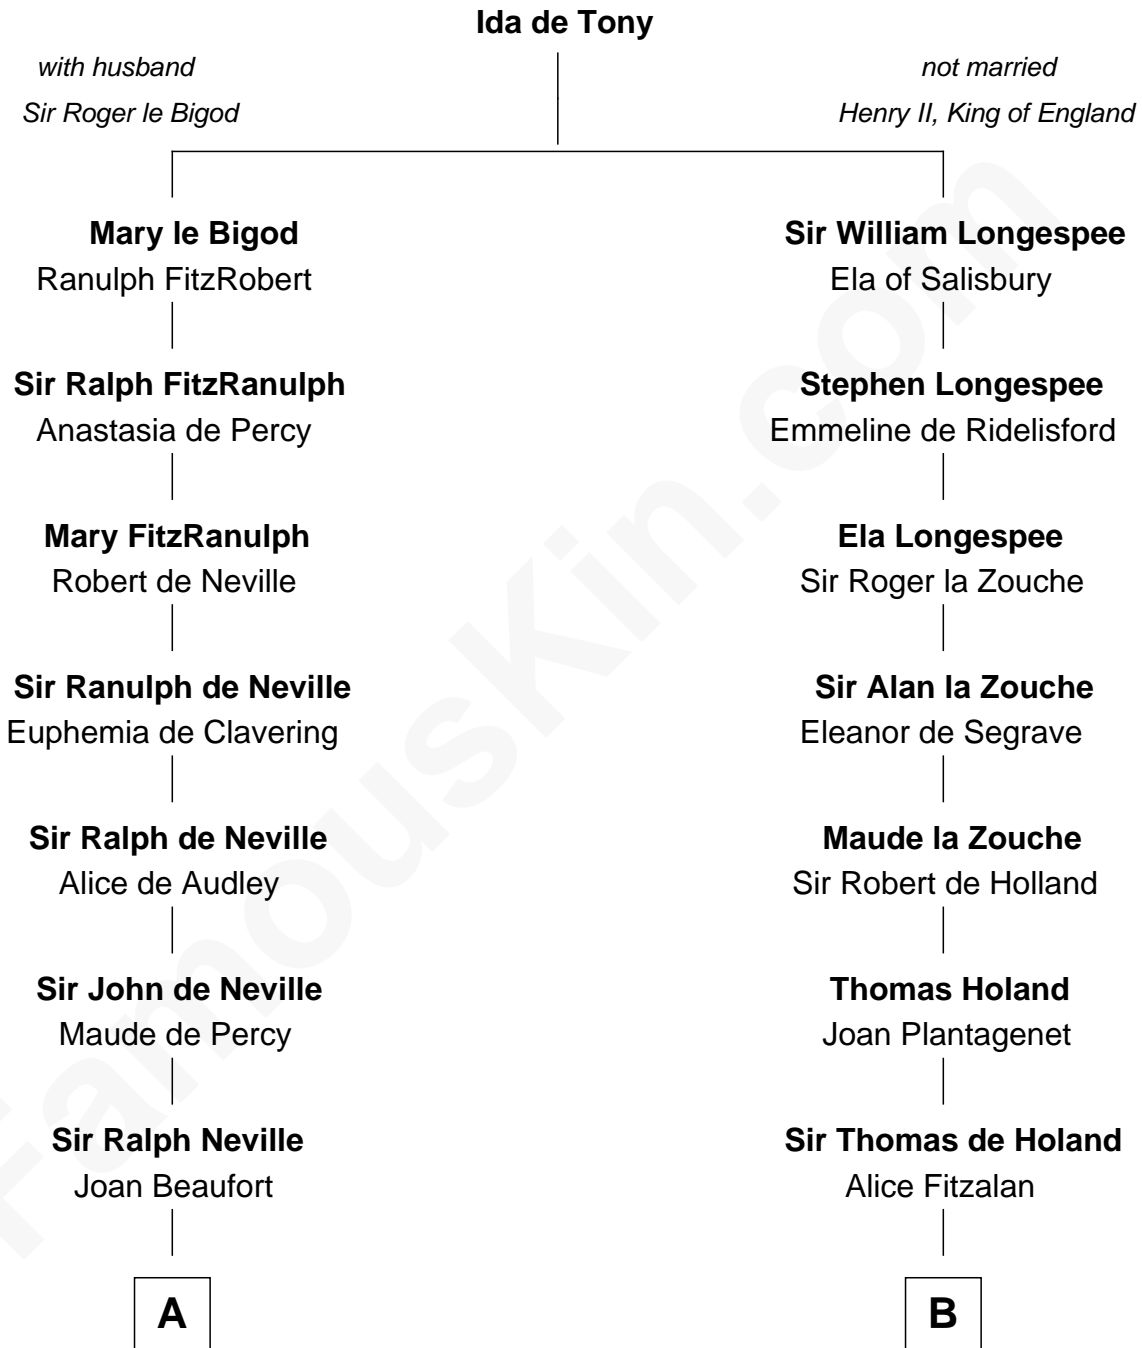 Ida de Tony
with husband
Sir Roger le Bigod
not married
Henry II, King of England
Mary le Bigod
Ranulph FitzRobert
Sir William Longespee
Ela of Salisbury
Sir Ralph FitzRanulph
Anastasia de Percy
Stephen Longespee
Emmeline de Ridelisford
Mary FitzRanulph
Robert de Neville
Ela Longespee
Sir Roger la Zouche
Sir Ranulph de Neville
Euphemia de Clavering
Sir Alan la Zouche
Eleanor de Segrave
Sir Ralph de Neville
Alice de Audley
Maude la Zouche
Sir Robert de Holland
Sir John de Neville
Maude de Percy
Thomas Holand
Joan Plantagenet
Sir Ralph Neville
Joan Beaufort
Sir Thomas de Holand
Alice Fitzalan
A
B
FamousKin.com